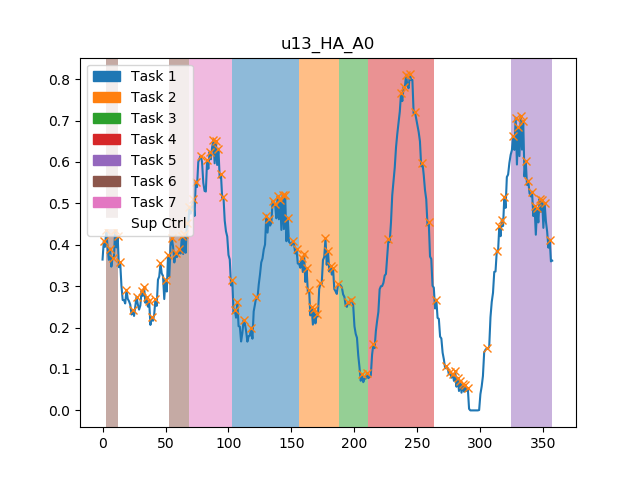 u13_HA_A0
0.8
0.7
0.6
0.5
0.4
0.3
0.2
0.1
0.0
Task 1
Task 2
Task 3
Task 4
Task 5
Task 6
Task 7
Sup Ctrl
0 50 100 150 200 250 300 350